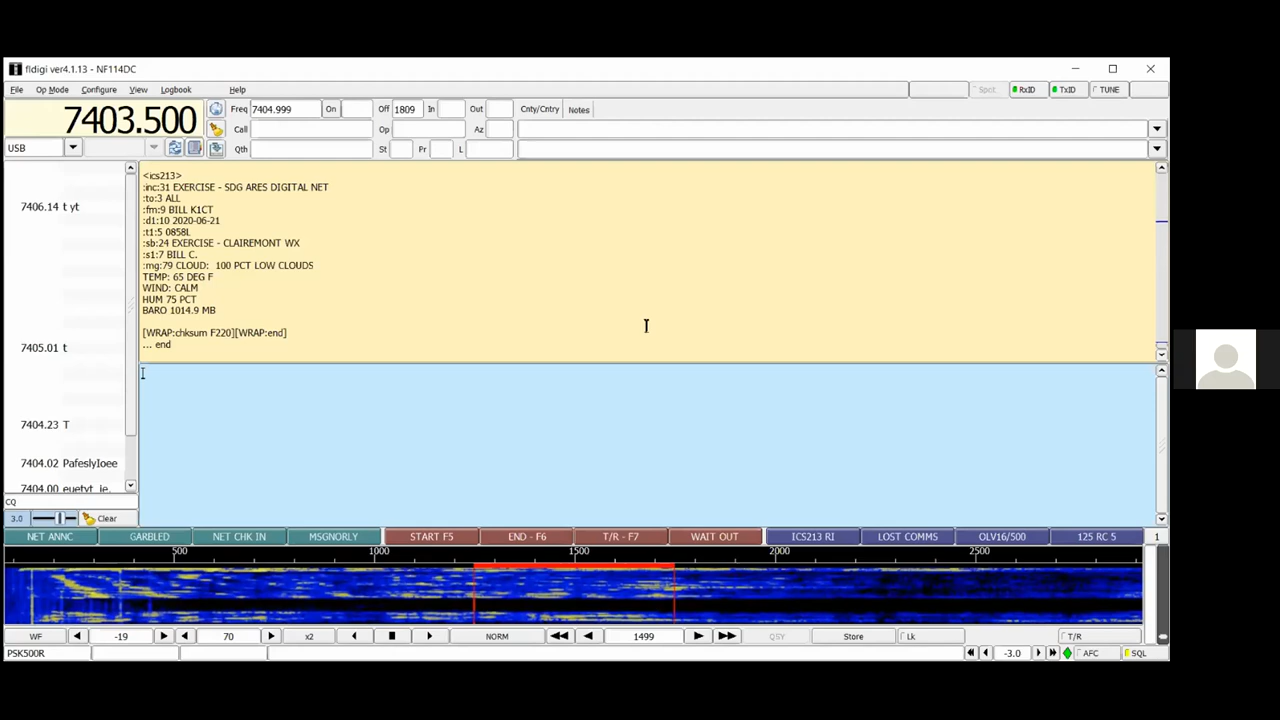 fldigi ver4.1.13 - NF114DC
File Op Mode Configure View Logbook Help
Spot RxID TxID TUNE
7403.500
Freq 7404.999 On Off 1809 In Out Cnty/Cntry Notes
Call Op Az
USB Qth St Pr L
<ics213>
:inc:31 EXERCISE - SDG ARES DIGITAL NET
:to:3 ALL
:fm:9 BILL K1CT
:d1:10 2020-06-21
:t1:5 0858L
:sb:24 EXERCISE - CLAIREMONT WX
:s1:7 BILL C.
:mg:79 CLOUD: 100 PCT LOW CLOUDS
TEMP: 65 DEG F
WIND: CALM
HUM 75 PCT
BARO 1014.9 MB
[WRAP:chksum F220][WRAP:end]
... end
7406.14 t yt
7405.01 t
7404.23 T
7404.02 PafeslyIoee
7404.00 euetyt ie.
CQ
3.0 Clear
NET ANNC GARBLED NET CHK IN MSGNORLY START F5 END - F6 T/R - F7 WAIT OUT ICS213 RI LOST COMMS OLV16/500 125 RC 5 1
500 1000 1500 2000 2500
WF -19 70 x2 NORM 1499 QSY Store Lk T/R
PSK500R -3.0 AFC SQL